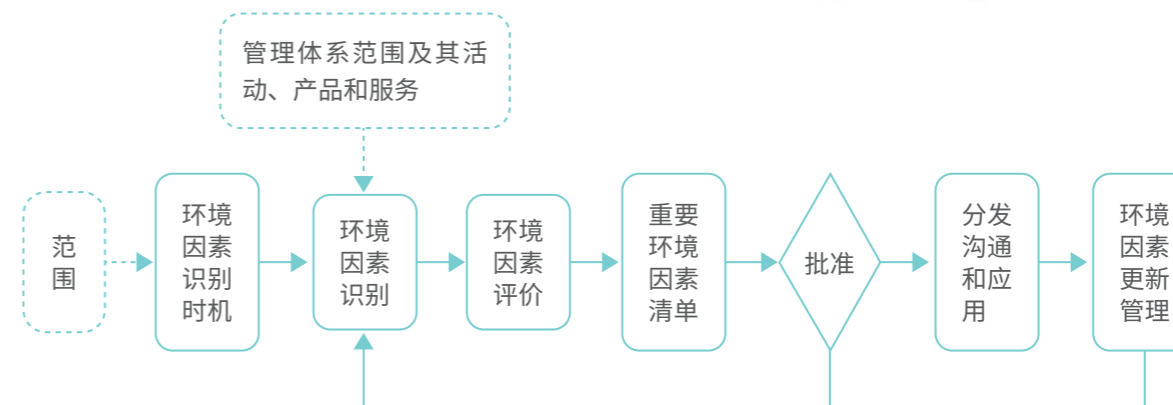 管理体系范围及其活
动、产品和服务
范
围
环境
因素
识别
时机
环境
因素
识别
环境
因素
评价
重要
环境
因素
清单
批准
分发
沟通
和应
用
环境
因素
更新
管理